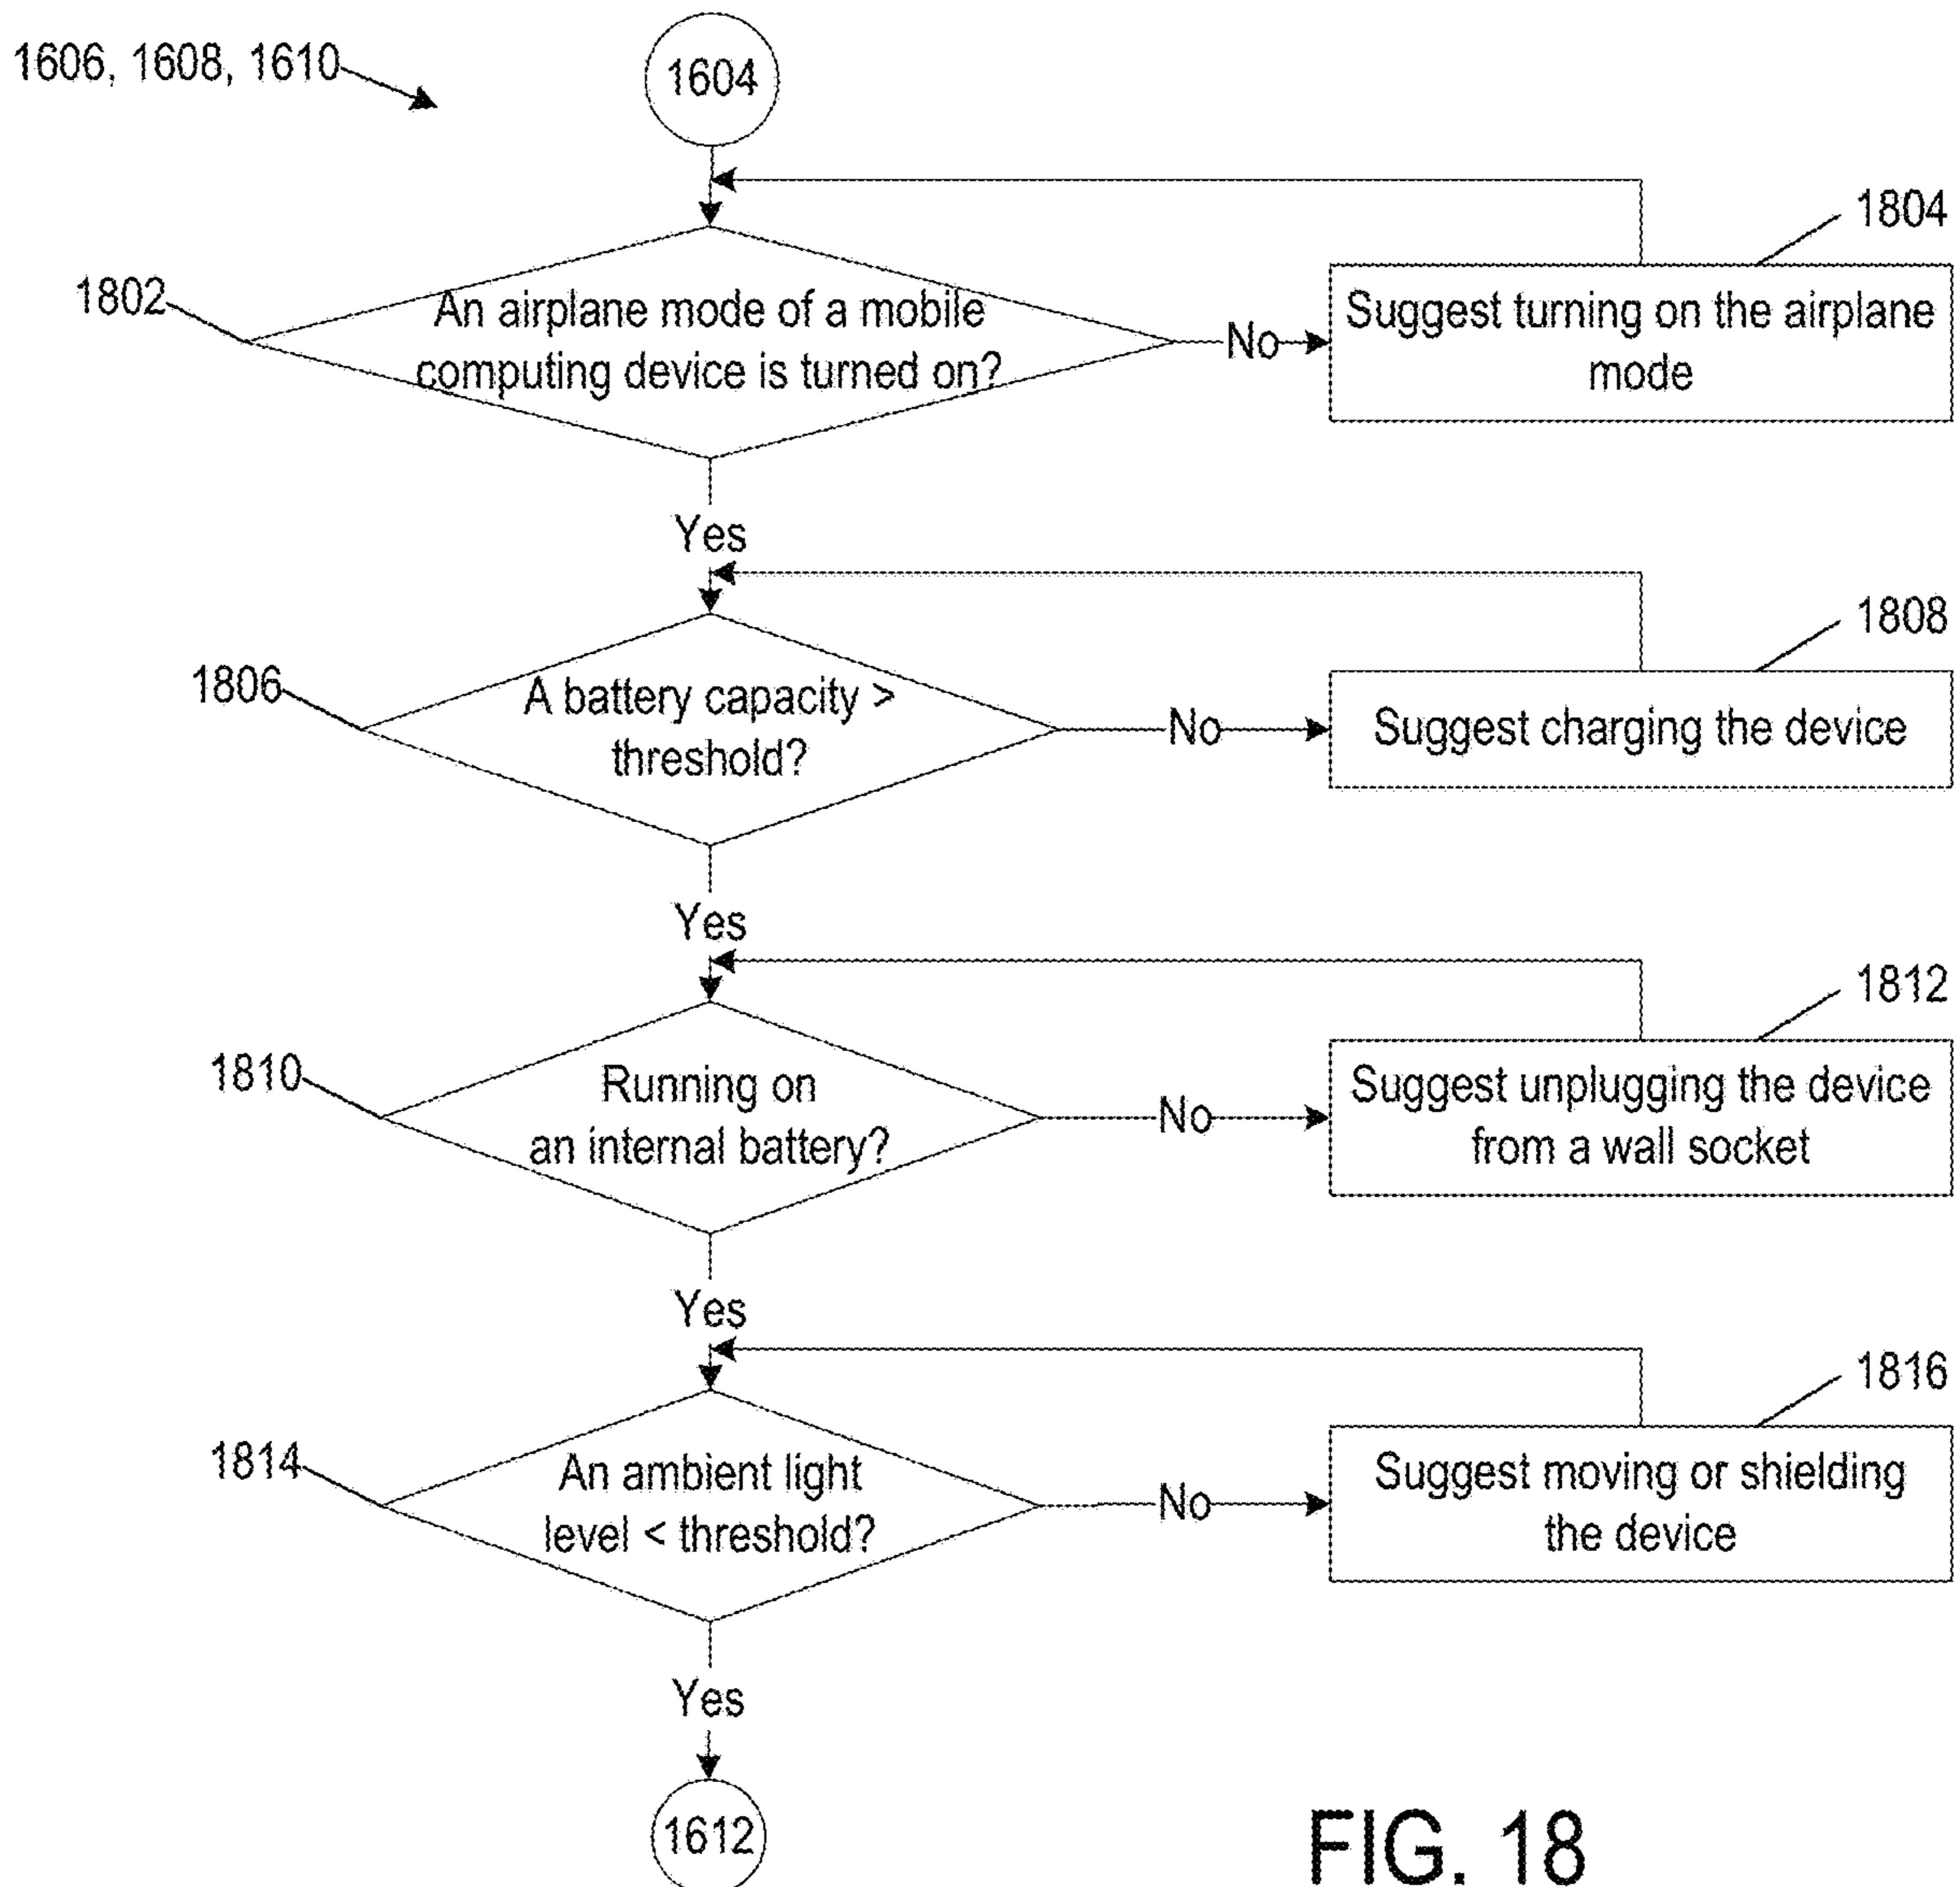 1606, 1608, 1610
1604
1804
1802
An airplane mode of a mobile
computing device is turned on?
No
Suggest turning on the airplane
mode
Yes
1808
1806
A battery capacity >
threshold?
No
Suggest charging the device
Yes
1812
1810
Running on
an internal battery?
No
Suggest unplugging the device
from a wall socket
Yes
1816
1814
An ambient light
level < threshold?
No
Suggest moving or shielding
the device
Yes
1612
FIG. 18